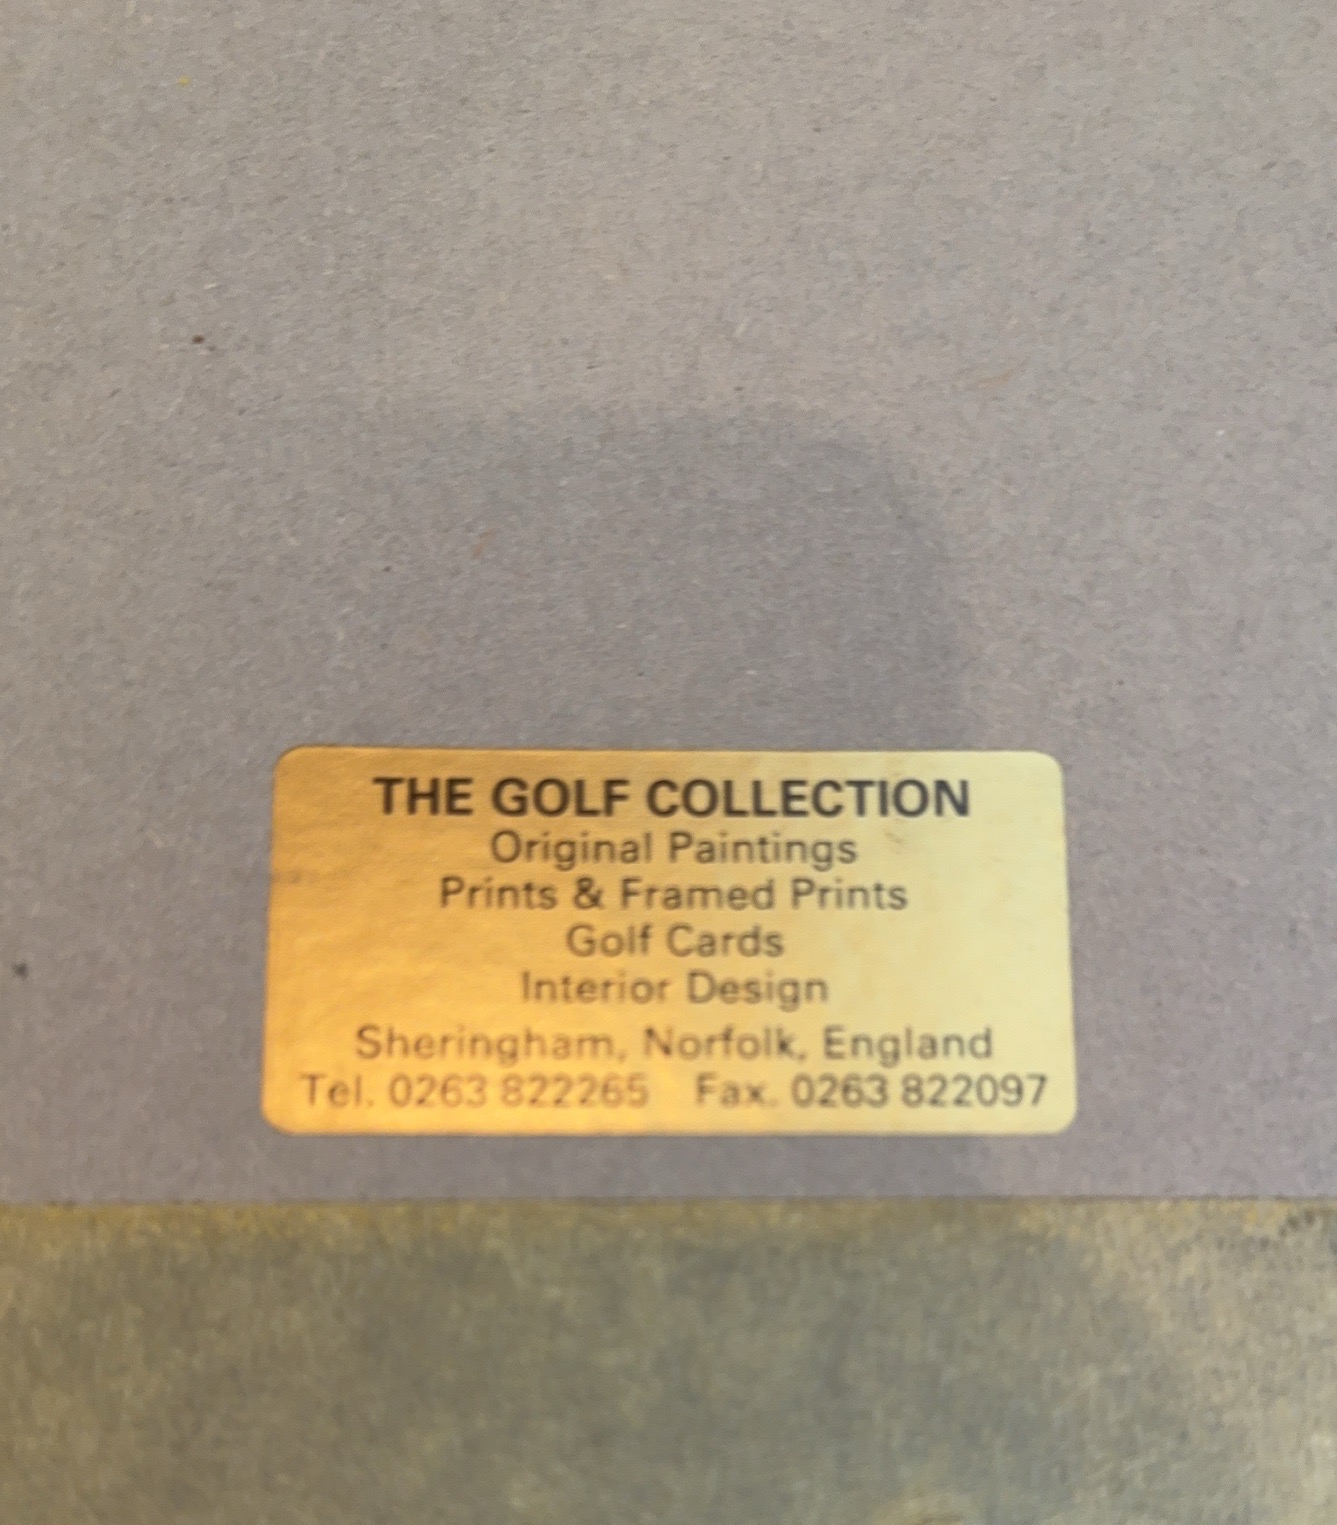 THE GOLF COLLECTION
Original Paintings
Prints & Framed Prints
Golf Cards
Interior Design
Sheringham, Norfolk, England
Tel. 0263 822265 Fax. 0263 822097